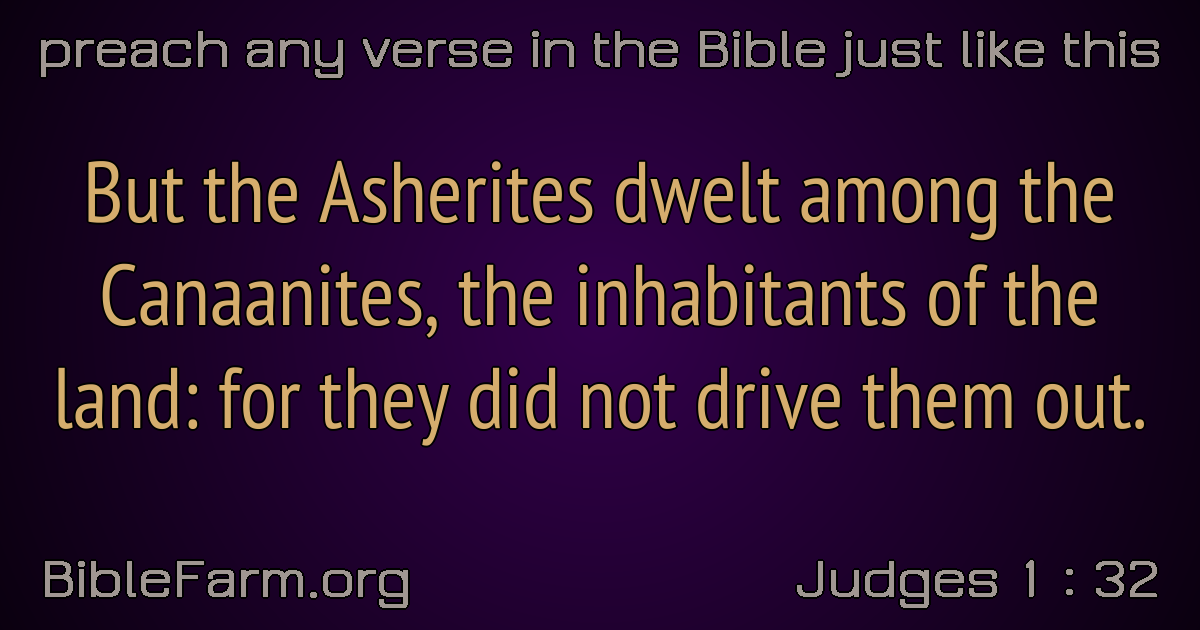 preach any verse in the Bible just like this
But the Asherites dwelt among the
Canaanites, the inhabitants of the
land: for they did not drive them out.
BibleFarm.org
Judges 1 : 32